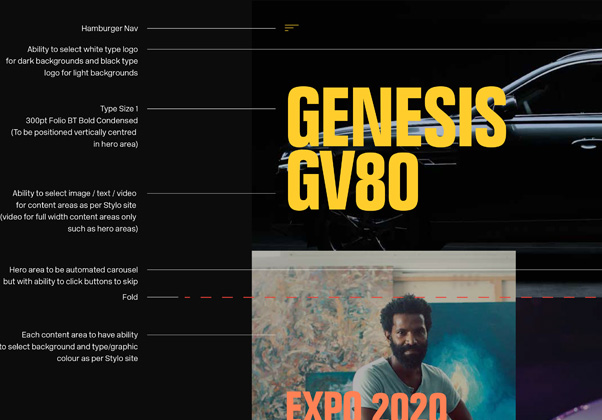 Hamburger Nav
Ability to select white type logo
for dark backgrounds and black type
logo for light backgrounds
Type Size 1
300pt Folio BT Bold Condensed
(To be positioned vertically centred
in hero area)
GENESIS
GV80
Ability to select image / text / video
for content areas as per Stylo site
(video for full width content areas only
such as hero areas)
Hero area to be automated carousel
but with ability to click buttons to skip
Fold
Each content area to have ability
to select background and type/graphic
colour as per Stylo site
EXPO 2020